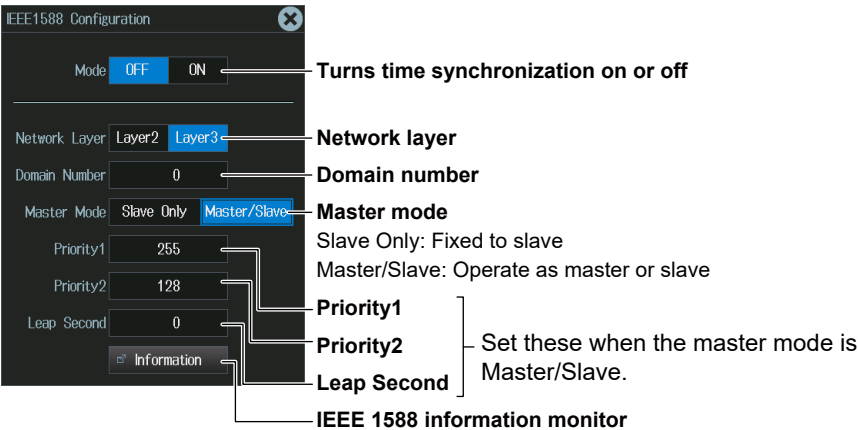 IEEE1588 Configuration
Mode OFF ON
Turns time synchronization on or off
Network Layer Layer2 Layer3
Network layer
Domain Number 0
Domain number
Master Mode Slave Only Master/Slave
Master mode
Slave Only: Fixed to slave
Master/Slave: Operate as master or slave
Priority1 255
Priority2 128
Leap Second 0
Information
Priority1
Priority2
Leap Second
Set these when the master mode is
Master/Slave.
IEEE 1588 information monitor